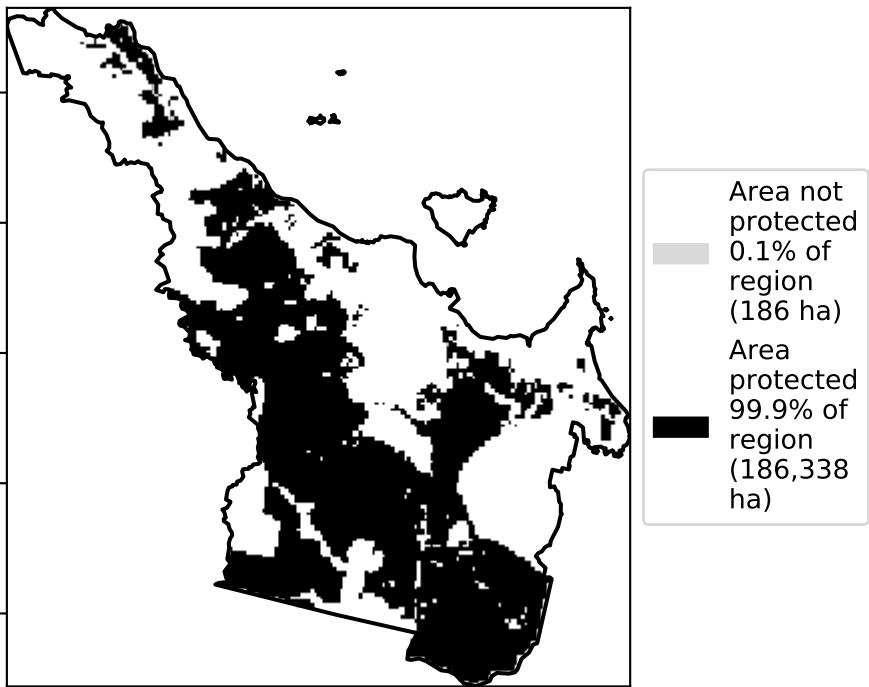 Area not
protected
0.1% of
region
(186 ha)
Area
protected
99.9% of
region
(186,338
ha)